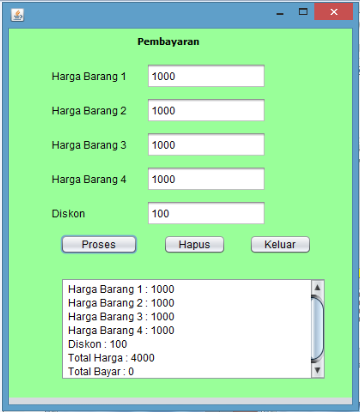 Pembayaran
Harga Barang 1 1000
Harga Barang 2 1000
Harga Barang 3 1000
Harga Barang 4 1000
Diskon 100
Proses Hapus Keluar
Harga Barang 1 : 1000
Harga Barang 2 : 1000
Harga Barang 3 : 1000
Harga Barang 4 : 1000
Diskon : 100
Total Harga : 4000
Total Bayar : 0